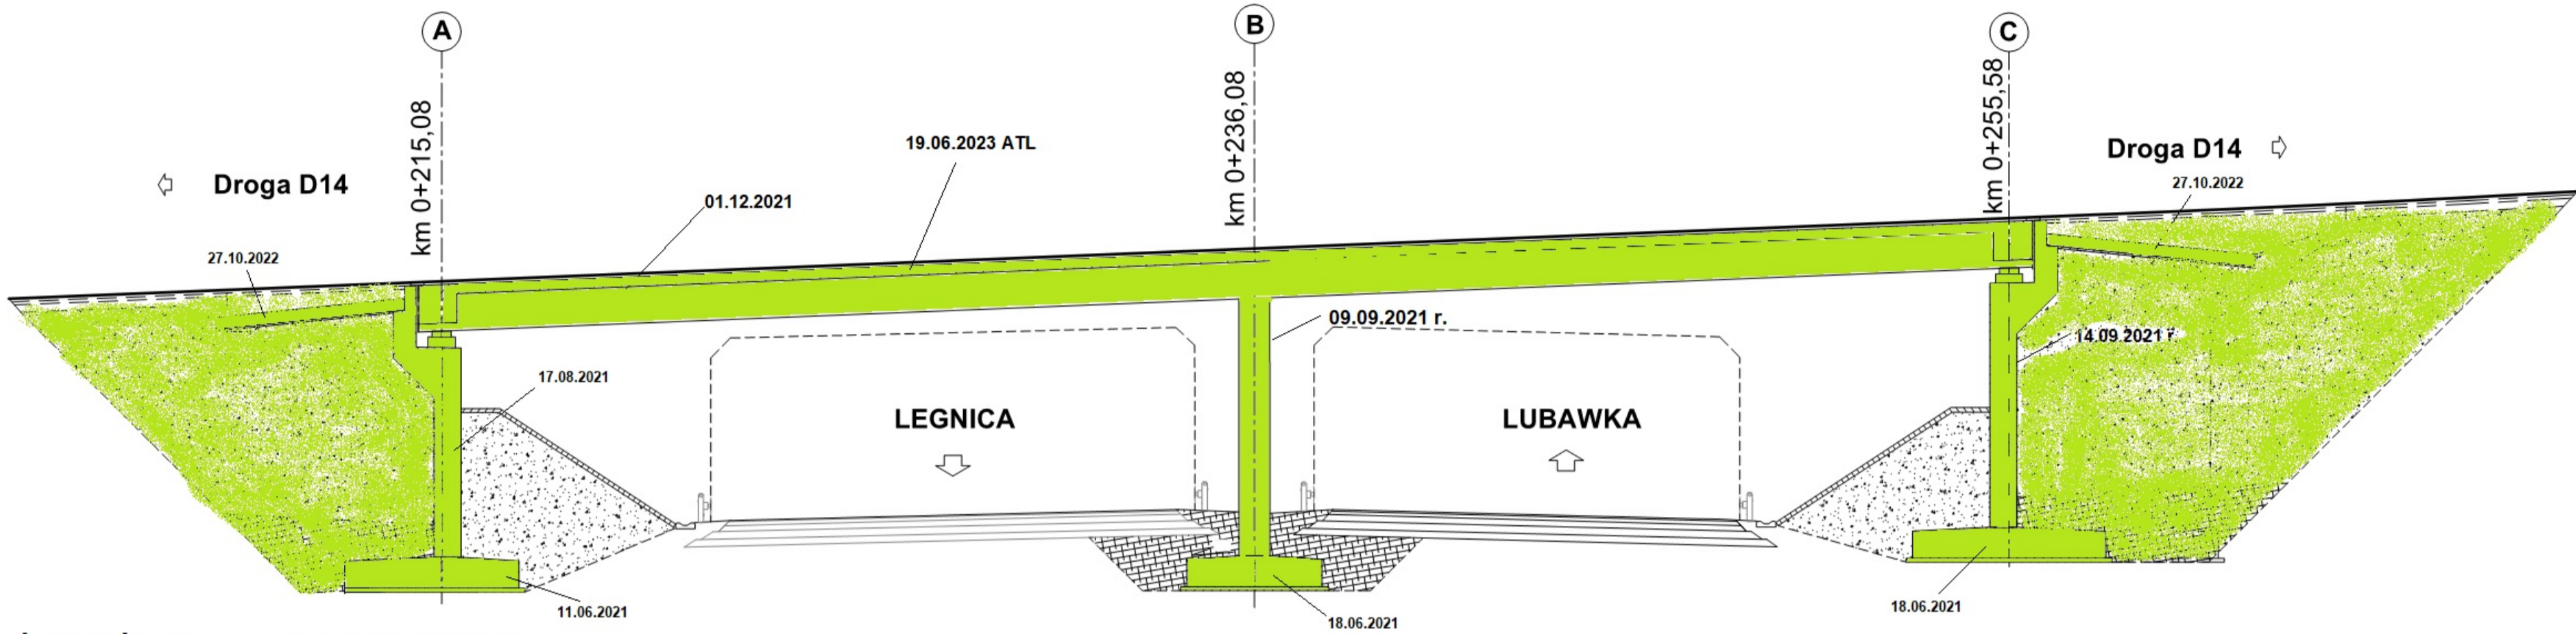 A
B
C
km 0+215,08
km 0+236,08
km 0+255,58
19.06.2023 ATL
Droga D14
Droga D14
27.10.2022
01.12.2021
27.10.2022
09.09.2021 r.
14.09.2021 r.
17.08.2021
LEGNICA
LUBAWKA
11.06.2021
18.06.2021
18.06.2021